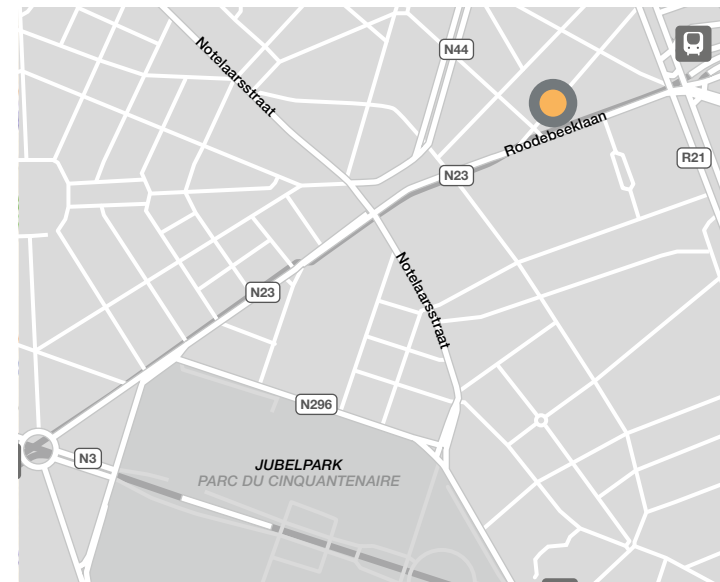 Notelaarsstraat
N44
Roodebeeklaan
N23
R21
Notelaarsstraat
N23
N296
N3
JUBELPARK
PARC DU CINQUANTENAIRE